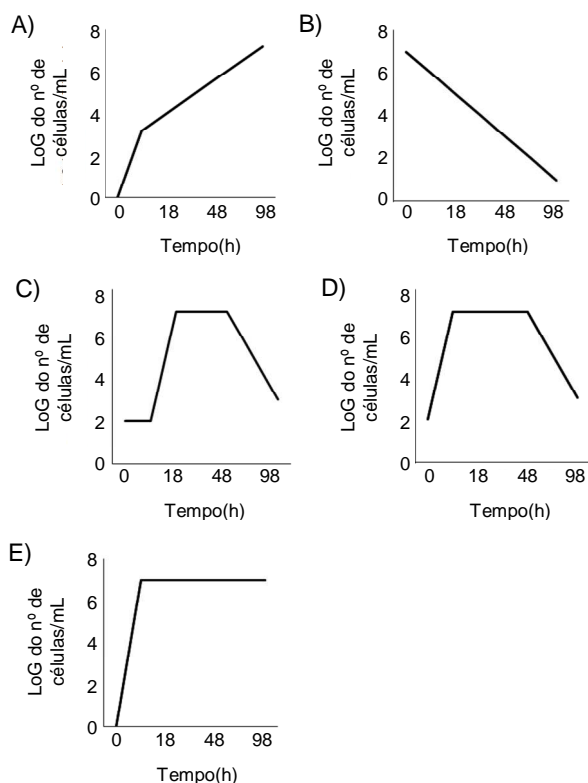 A)
LoG do nº de
células/mL
8
6
4
2
0
0 18 48 98
Tempo(h)
B)
LoG do nº de
células/mL
8
6
4
2
0
0 18 48 98
Tempo(h)
C)
LoG do nº de
células/mL
8
6
4
2
0
0 18 48 98
Tempo(h)
D)
LoG do nº de
células/mL
8
6
4
2
0
0 18 48 98
Tempo(h)
E)
LoG do nº de
células/mL
8
6
4
2
0
0 18 48 98
Tempo(h)